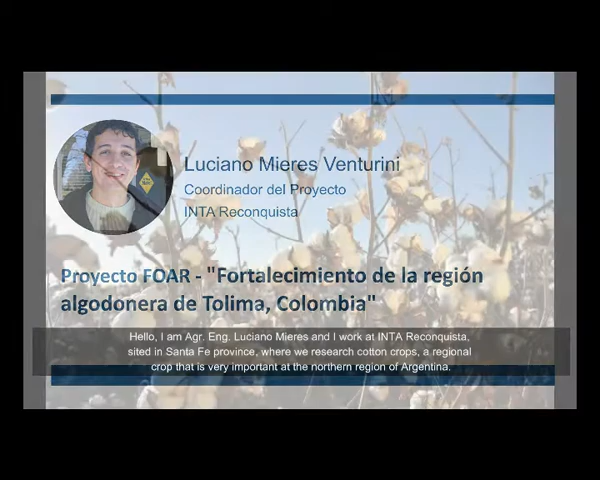 Luciano Mieres Venturini
Coordinador del Proyecto
INTA Reconquista
Proyecto FOAR - "Fortalecimiento de la región
algodonera de Tolima, Colombia"
Hello, I am Agr. Eng. Luciano Mieres and I work at INTA Reconquista,
sited in Santa Fe province, where we research cotton crops, a regional
crop that is very important at the northern region of Argentina.